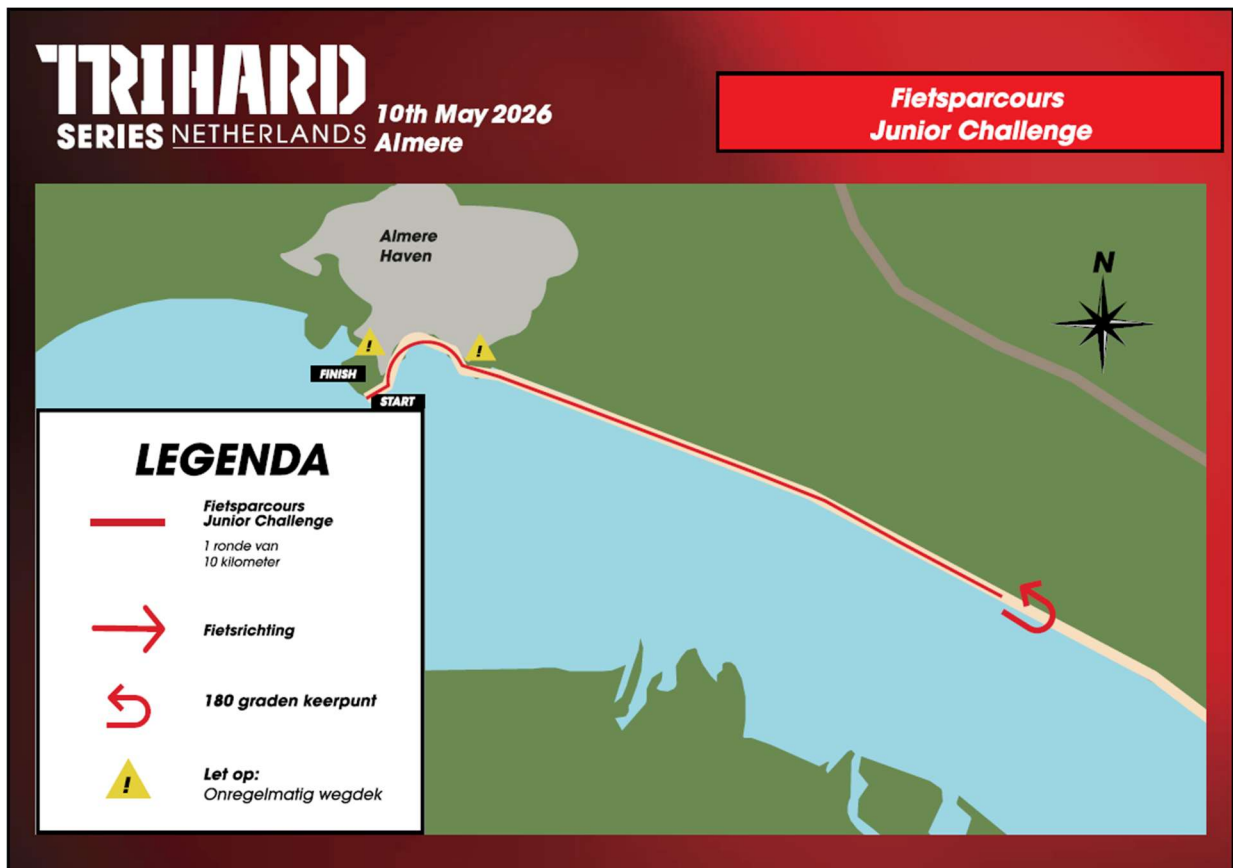 TRIHARD
SERIES NETHERLANDS
10th May 2026
Almere
Fietsparcours
Junior Challenge
Almere
Haven
N
!
!
FINISH
START
LEGENDA
Fietsparcours
Junior Challenge
1 ronde van
10 kilometer
Fietsrichting
180 graden keerpunt
!
Let op:
Onregelmatig wegdek